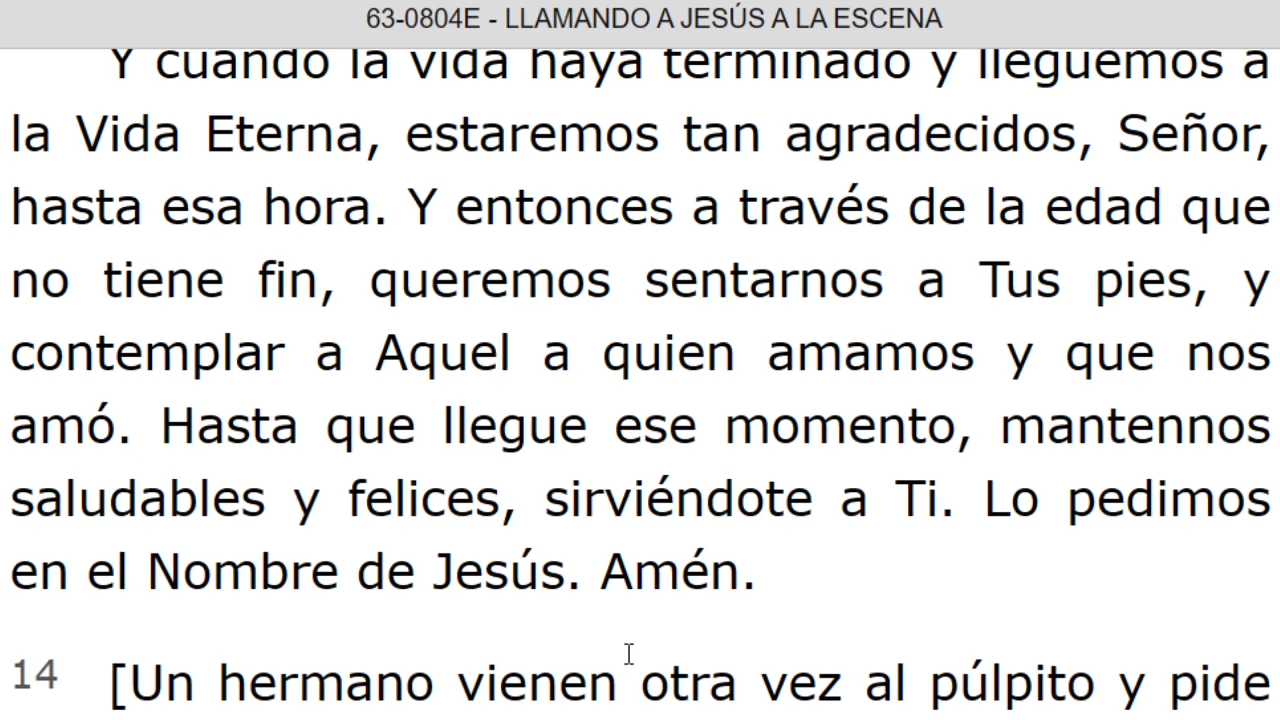 63-0804E - LLAMANDO A JESÚS A LA ESCENA
Y cuando la vida haya terminado y lleguemos a
la Vida Eterna, estaremos tan agradecidos, Señor,
hasta esa hora. Y entonces a través de la edad que
no tiene fin, queremos sentarnos a Tus pies, y
contemplar a Aquel a quien amamos y que nos
amó. Hasta que llegue ese momento, mantennos
saludables y felices, sirviéndote a Ti. Lo pedimos
en el Nombre de Jesús. Amén.
14 [Un hermano vienen otra vez al púlpito y pide